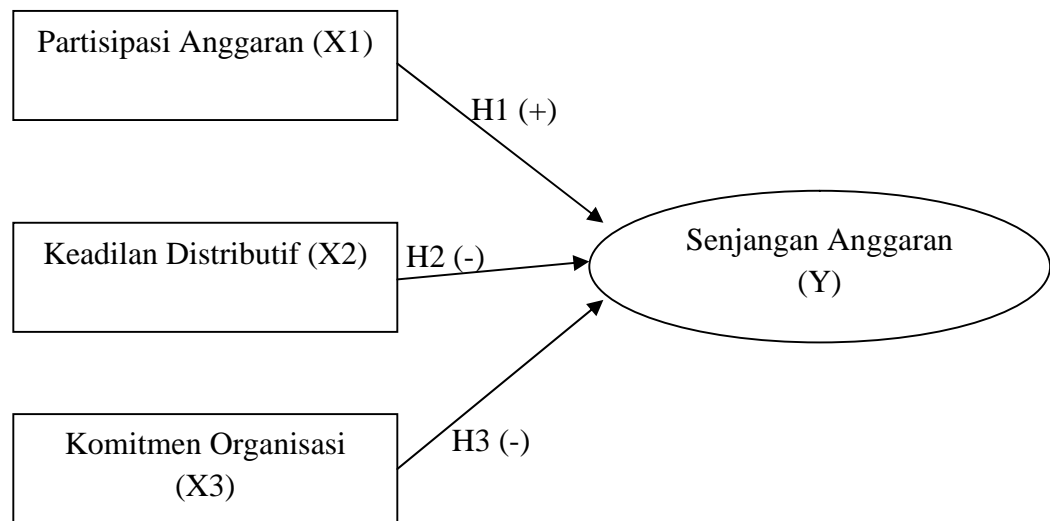 Partisipasi Anggaran (X1)
H1 (+)
Keadilan Distributif (X2)
H2 (-)
Senjangan Anggaran
(Y)
Komitmen Organisasi
(X3)
H3 (-)